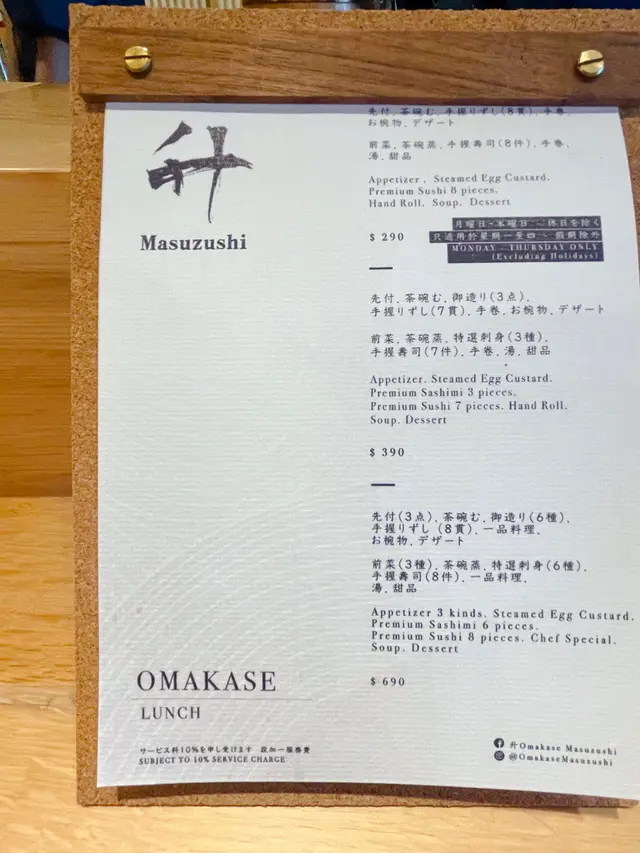 升
Masuzushi
先付、茶碗む、手握りずし(8貫)、手巻、
お椀物、デザート
前菜、茶碗蒸、手握壽司(8件)、手巻、
湯、甜品
Appetizer. Steamed Egg Custard.
Premium Sushi 8 pieces.
Hand Roll. Soup. Dessert
$ 290
月曜日-木曜日 — 休日を除く
只適用於星期一至四 — 假期除外
MONDAY - THURSDAY ONLY
(Excluding Holidays)
先付、茶碗む、御造り(3点)、
手握りずし(7貫)、手巻、お椀物、デザート
前菜、茶碗蒸、特選刺身(3種)、
手握壽司(7件)、手巻、湯、甜品
Appetizer. Steamed Egg Custard.
Premium Sashimi 3 pieces.
Premium Sushi 7 pieces. Hand Roll.
Soup. Dessert
$ 390
先付(3点)、茶碗む、御造り(6種)、
手握りずし (8貫)、一品料理、
お椀物、デザート
前菜(3種)、茶碗蒸、特選刺身(6種)、
手握壽司(8件)、一品料理、
湯、甜品
Appetizer 3 kinds. Steamed Egg Custard.
Premium Sashimi 6 pieces.
Premium Sushi 8 pieces. Chef Special.
Soup. Dessert
$ 690
OMAKASE
LUNCH
サービス料10%を申し受けます 設加一服務費
SUBJECT TO 10% SERVICE CHARGE
升Omakase Masuzushi
@OmakaseMasuzushi